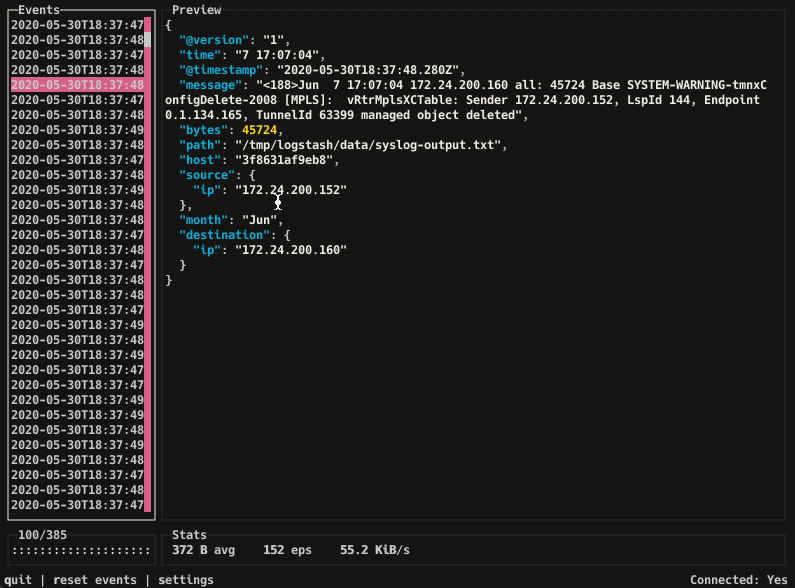 Events
2020-05-30T18:37:47
2020-05-30T18:37:48
2020-05-30T18:37:47
2020-05-30T18:37:48
2020-05-30T18:37:48
2020-05-30T18:37:47
2020-05-30T18:37:48
2020-05-30T18:37:49
2020-05-30T18:37:48
2020-05-30T18:37:47
2020-05-30T18:37:48
2020-05-30T18:37:49
2020-05-30T18:37:48
2020-05-30T18:37:48
2020-05-30T18:37:48
2020-05-30T18:37:48
2020-05-30T18:37:47
2020-05-30T18:37:48
2020-05-30T18:37:48
2020-05-30T18:37:47
2020-05-30T18:37:49
2020-05-30T18:37:48
2020-05-30T18:37:49
2020-05-30T18:37:47
2020-05-30T18:37:47
2020-05-30T18:37:49
2020-05-30T18:37:49
2020-05-30T18:37:48
2020-05-30T18:37:49
2020-05-30T18:37:48
2020-05-30T18:37:47
2020-05-30T18:37:48
2020-05-30T18:37:47
Preview
{
"@version": "1",
"time": "7 17:07:04",
"@timestamp": "2020-05-30T18:37:48.280Z",
"message": "<188>Jun  7 17:07:04 172.24.200.160 all: 45724 Base SYSTEM-WARNING-tmnxC
onfigDelete-2008 [MPLS]:  vRtrMplsXCTable: Sender 172.24.200.152, LspId 144, Endpoint
0.1.134.165, TunnelId 63399 managed object deleted",
"bytes": 45724,
"path": "/tmp/logstash/data/syslog-output.txt",
"host": "3f8631af9eb8",
"source": {
"ip": "172.24.200.152"
},
"month": "Jun",
"destination": {
"ip": "172.24.200.160"
}
}
100/385
::::::::::::::::::::
Stats
372 B avg    152 eps    55.2 KiB/s
quit | reset events | settings
Connected: Yes